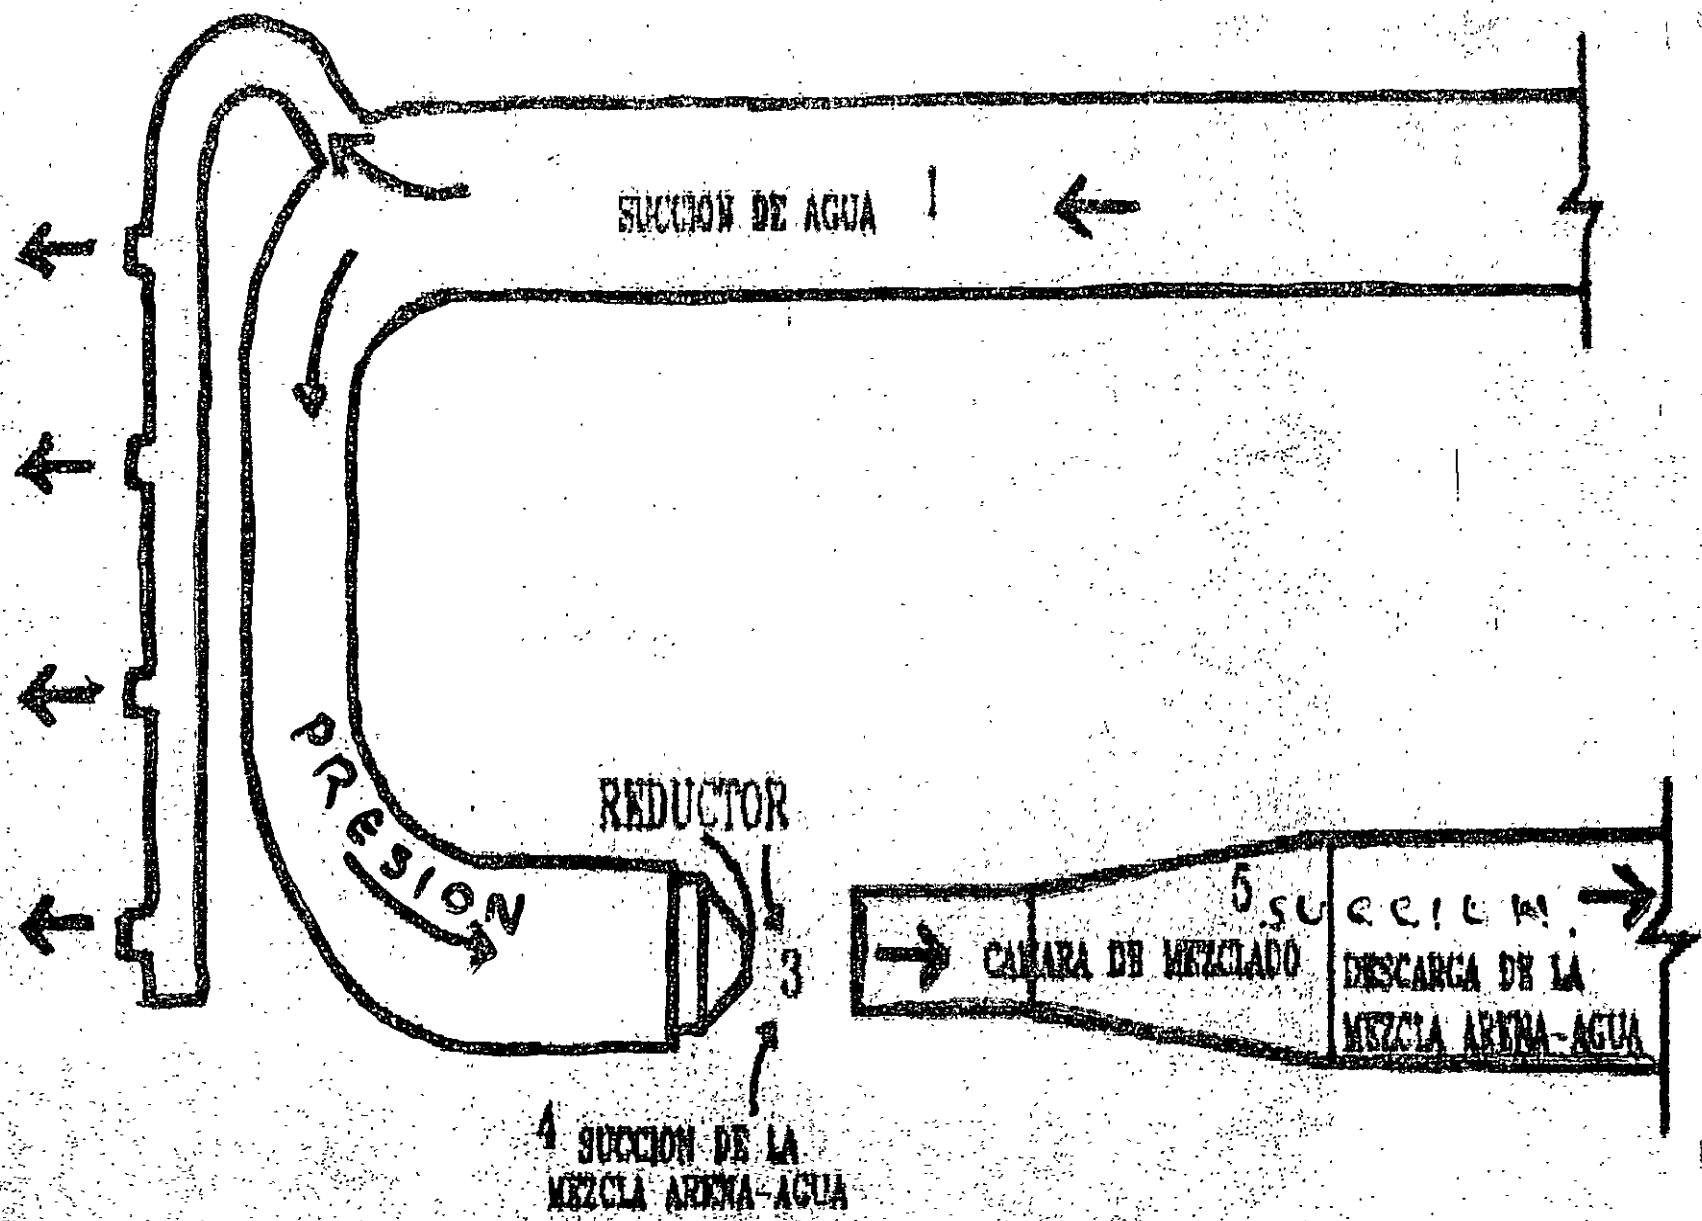 SUCCION DE AGUA 1
PRESION
REDUCTOR
3
CAMARA DE MEZCLADO
5
DESCARGA DE LA
MEZCLA ARENA-AGUA
4 SUCCION DE LA
MEZCLA ARENA-AGUA